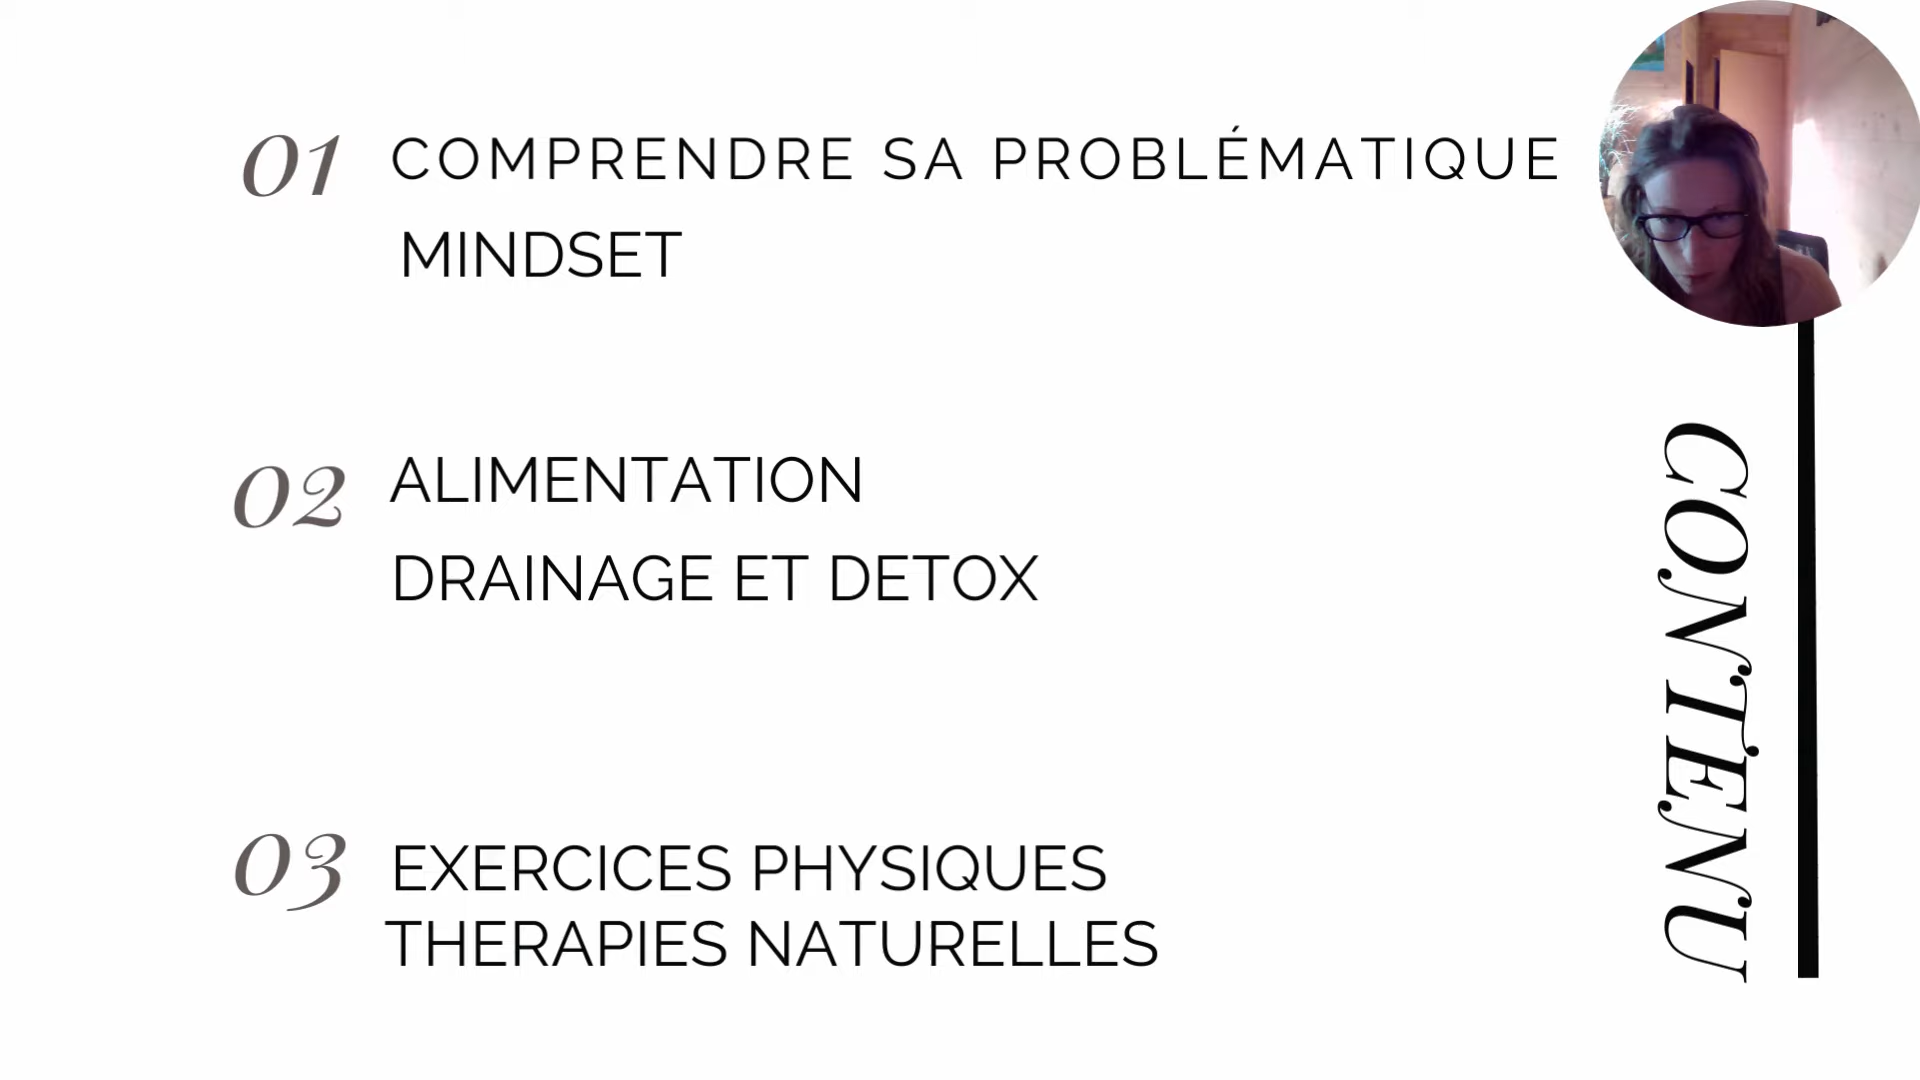 01 COMPRENDRE SA PROBLÉMATIQUE
MINDSET
02 ALIMENTATION
DRAINAGE ET DETOX
03 EXERCICES PHYSIQUES
THERAPIES NATURELLES
CONTENU